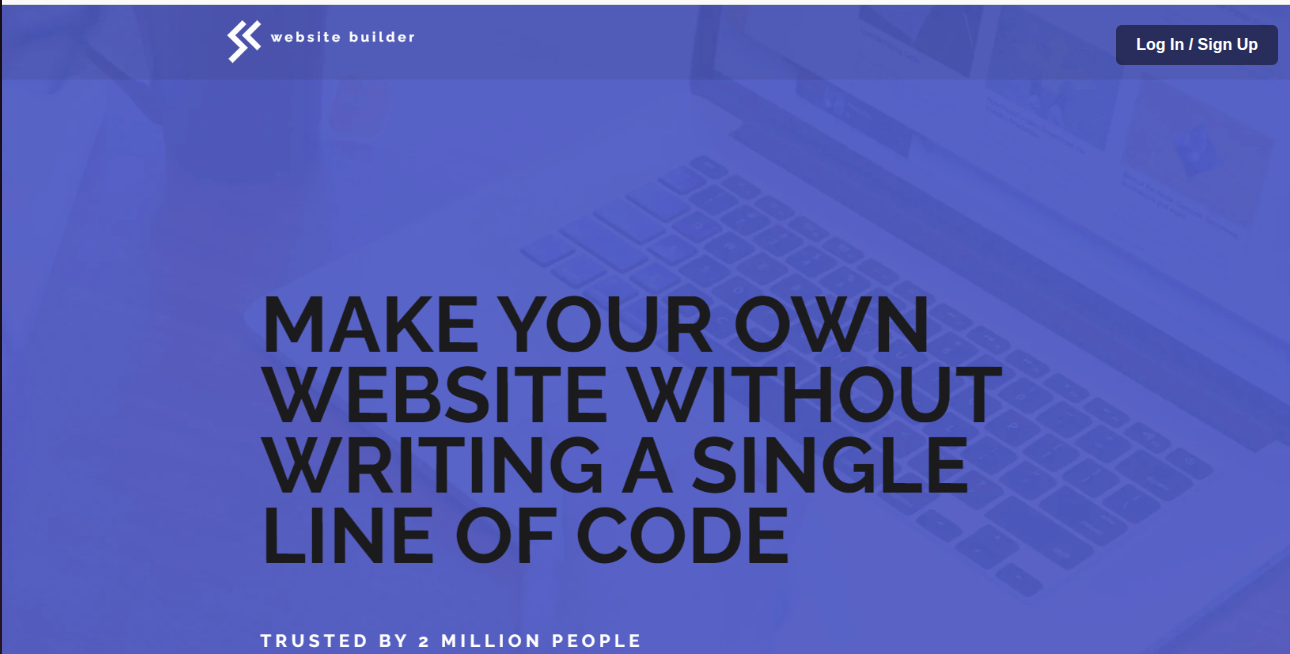 website builder
Log In / Sign Up
MAKE YOUR OWN
WEBSITE WITHOUT
WRITING A SINGLE
LINE OF CODE
TRUSTED BY 2 MILLION PEOPLE